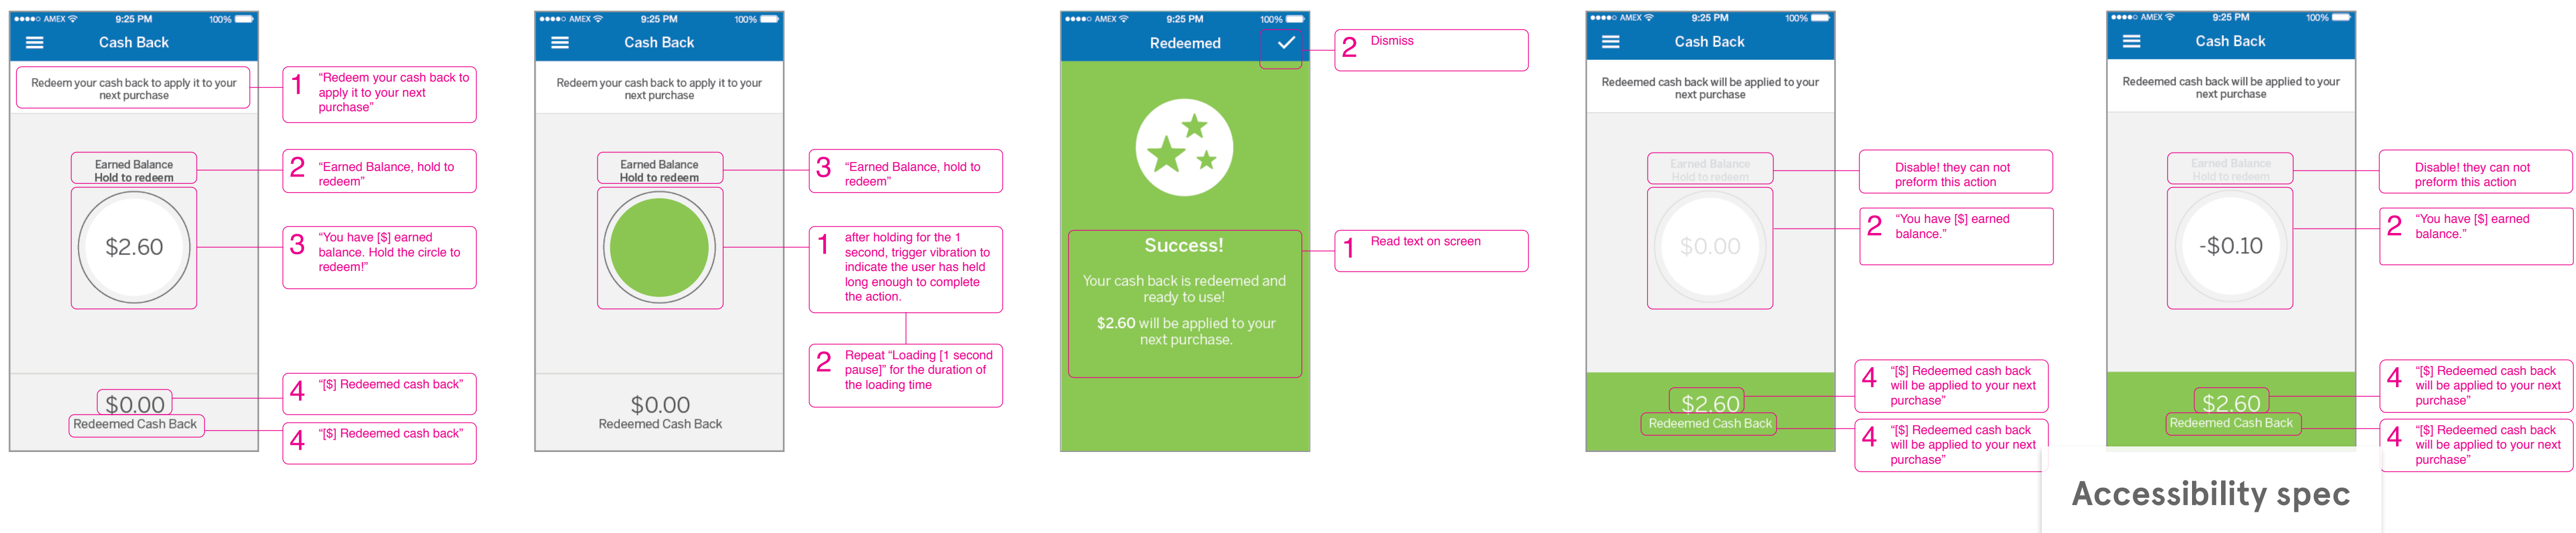 AMEX 9:25 PM 100%
Cash Back
Redeem your cash back to apply it to your
next purchase
Earned Balance
Hold to redeem
$2.60
$0.00
Redeemed Cash Back
1 “Redeem your cash back to
apply it to your next
purchase”
2 “Earned Balance, hold to
redeem”
3 “You have [$] earned
balance. Hold the circle to
redeem!”
4 “[$] Redeemed cash back”
4 “[$] Redeemed cash back”
AMEX 9:25 PM 100%
Cash Back
Redeem your cash back to apply it to your
next purchase
Earned Balance
Hold to redeem
$0.00
Redeemed Cash Back
3 “Earned Balance, hold to
redeem”
1 after holding for the 1
second, trigger vibration to
indicate the user has held
long enough to complete
the action.
2 Repeat “Loading [1 second
pause]” for the duration of
the loading time
AMEX 9:25 PM 100%
Redeemed
Success!
Your cash back is redeemed and
ready to use!
$2.60 will be applied to your
next purchase.
2 Dismiss
1 Read text on screen
AMEX 9:25 PM 100%
Cash Back
Redeemed cash back will be applied to your
next purchase
Earned Balance
Hold to redeem
$0.00
$2.60
Redeemed Cash Back
Disable! they can not
preform this action
2 “You have [$] earned
balance.”
4 “[$] Redeemed cash back
will be applied to your next
purchase”
4 “[$] Redeemed cash back
will be applied to your next
purchase”
AMEX 9:25 PM 100%
Cash Back
Redeemed cash back will be applied to your
next purchase
Earned Balance
Hold to redeem
-$0.10
$2.60
Redeemed Cash Back
Disable! they can not
preform this action
2 “You have [$] earned
balance.”
4 “[$] Redeemed cash back
will be applied to your next
purchase”
4 “[$] Redeemed cash back
will be applied to your next
purchase”
Accessibility spec